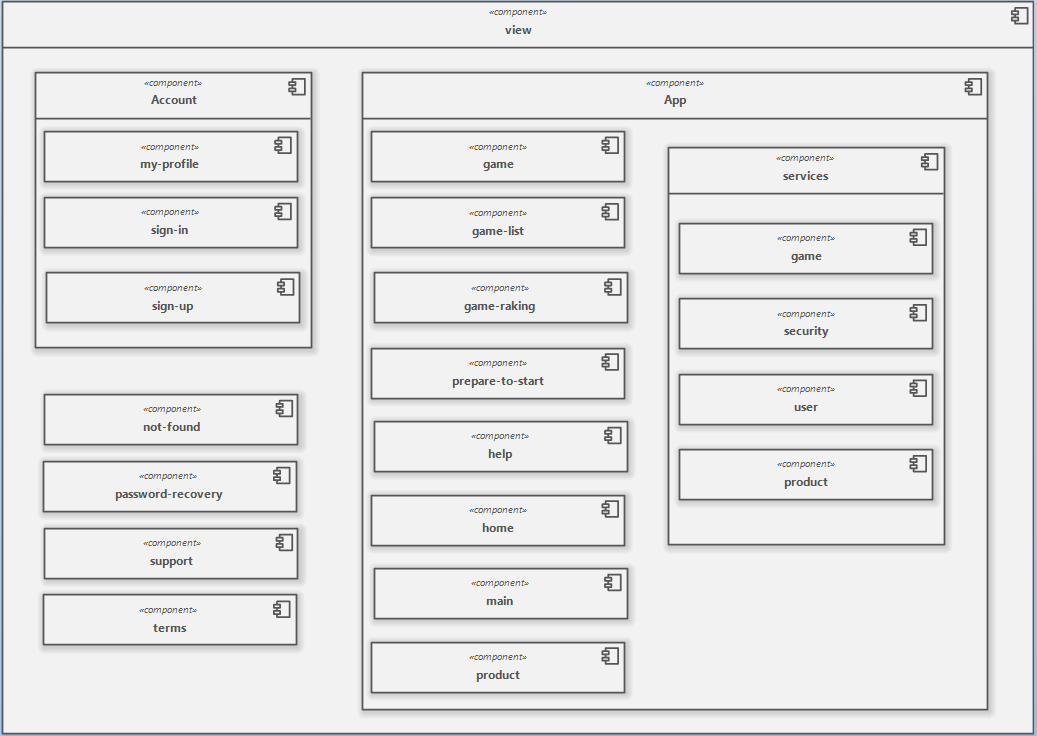 «component»
view
«component»
Account
«component»
my-profile
«component»
sign-in
«component»
sign-up
«component»
not-found
«component»
password-recovery
«component»
support
«component»
terms
«component»
App
«component»
game
«component»
game-list
«component»
game-raking
«component»
prepare-to-start
«component»
help
«component»
home
«component»
main
«component»
product
«component»
services
«component»
game
«component»
security
«component»
user
«component»
product